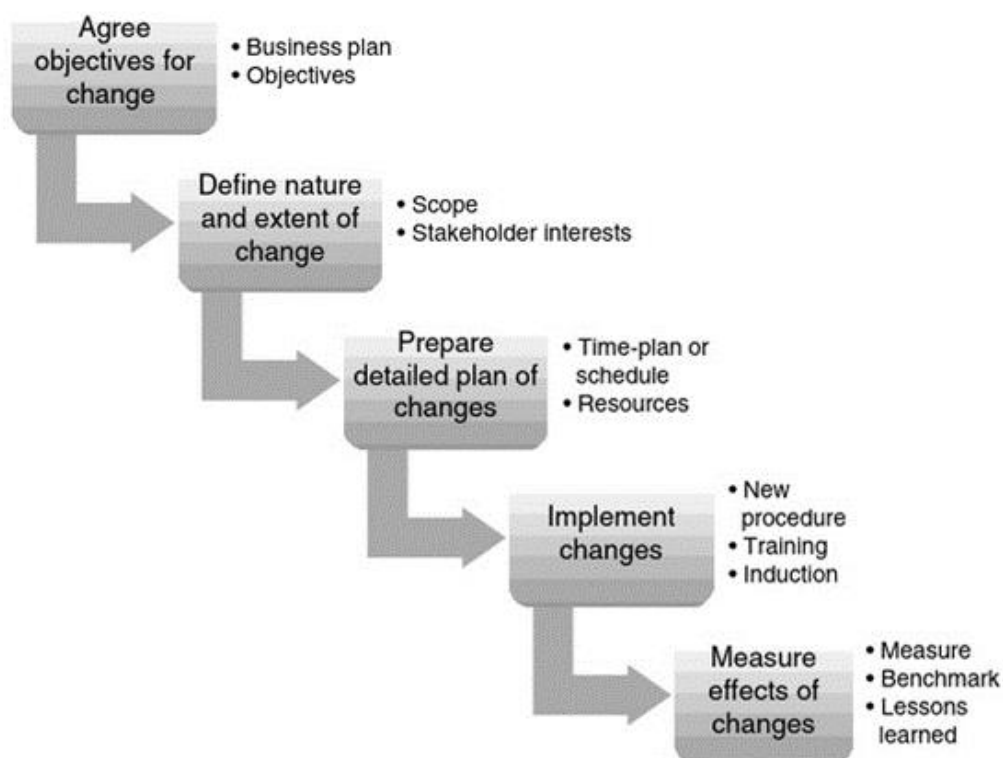 Agree
objectives for
change
• Business plan
• Objectives
Define nature
and extent of
change
• Scope
• Stakeholder interests
Prepare
detailed plan of
changes
• Time-plan or
schedule
• Resources
Implement
changes
• New
procedure
• Training
• Induction
Measure
effects of
changes
• Measure
• Benchmark
• Lessons
learned